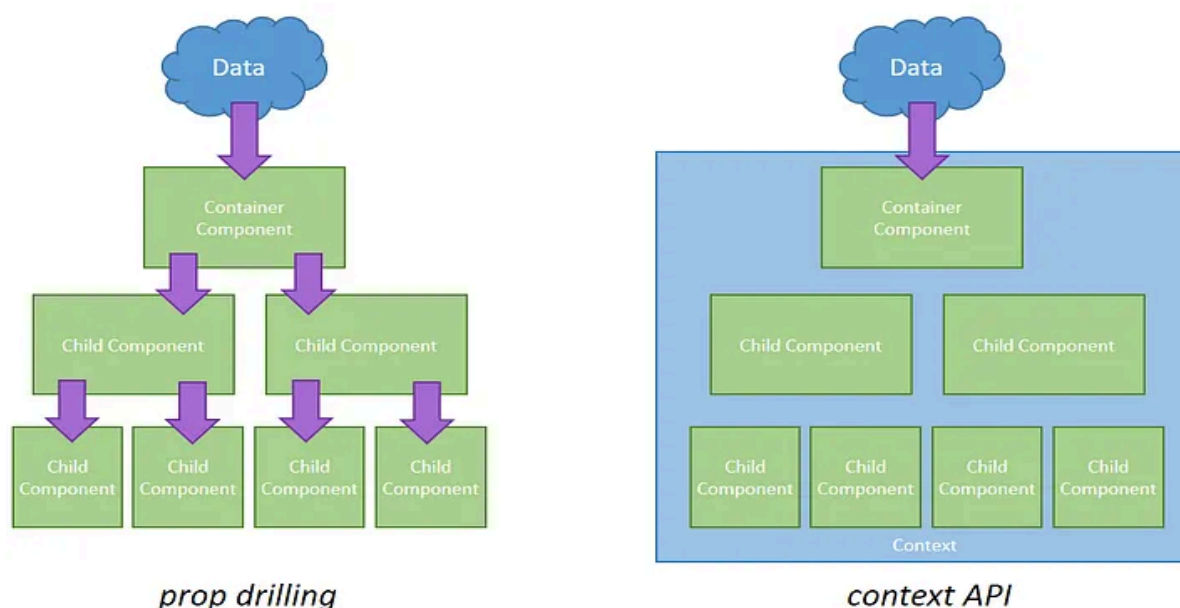 Data
Container
Component
Child Component
Child Component
Child
Component
Child
Component
Child
Component
Child
Component
prop drilling
Data
Container
Component
Child Component
Child Component
Child
Component
Child
Component
Child
Component
Child
Component
Context
context API